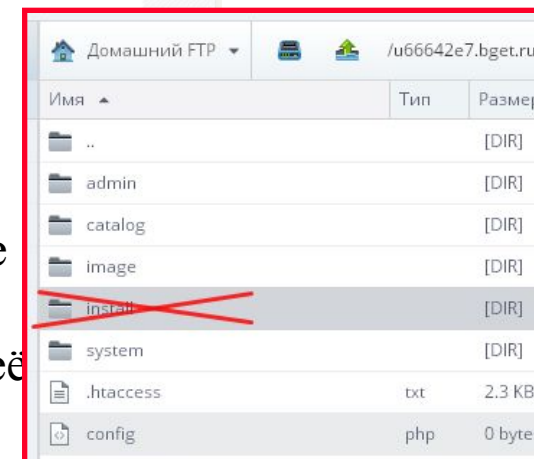 Домашний FTP /u66642e7.bget.ru
Имя Тип Размер
.. [DIR]
admin [DIR]
catalog [DIR]
image [DIR]
е
install [DIR]
system [DIR]
её
.htaccess txt 2.3 KB
config php 0 byte